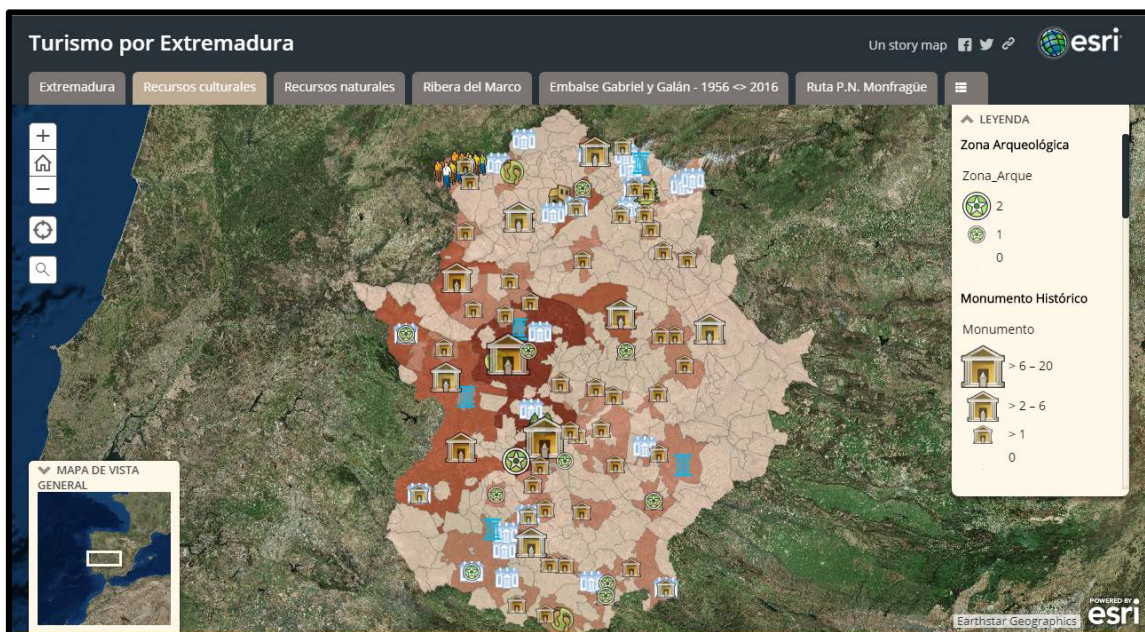 Turismo por Extremadura
Un story map
esri
Extremadura
Recursos culturales
Recursos naturales
Ribera del Marco
Embalse Gabriel y Galán - 1956 <> 2016
Ruta P.N. Monfragüe
LEYENDA
Zona Arqueológica
Zona_Arque
2
1
0
Monumento Histórico
Monumento
> 6 – 20
> 2 – 6
> 1
0
MAPA DE VISTA
GENERAL
Earthstar Geographics
POWERED BY
esri